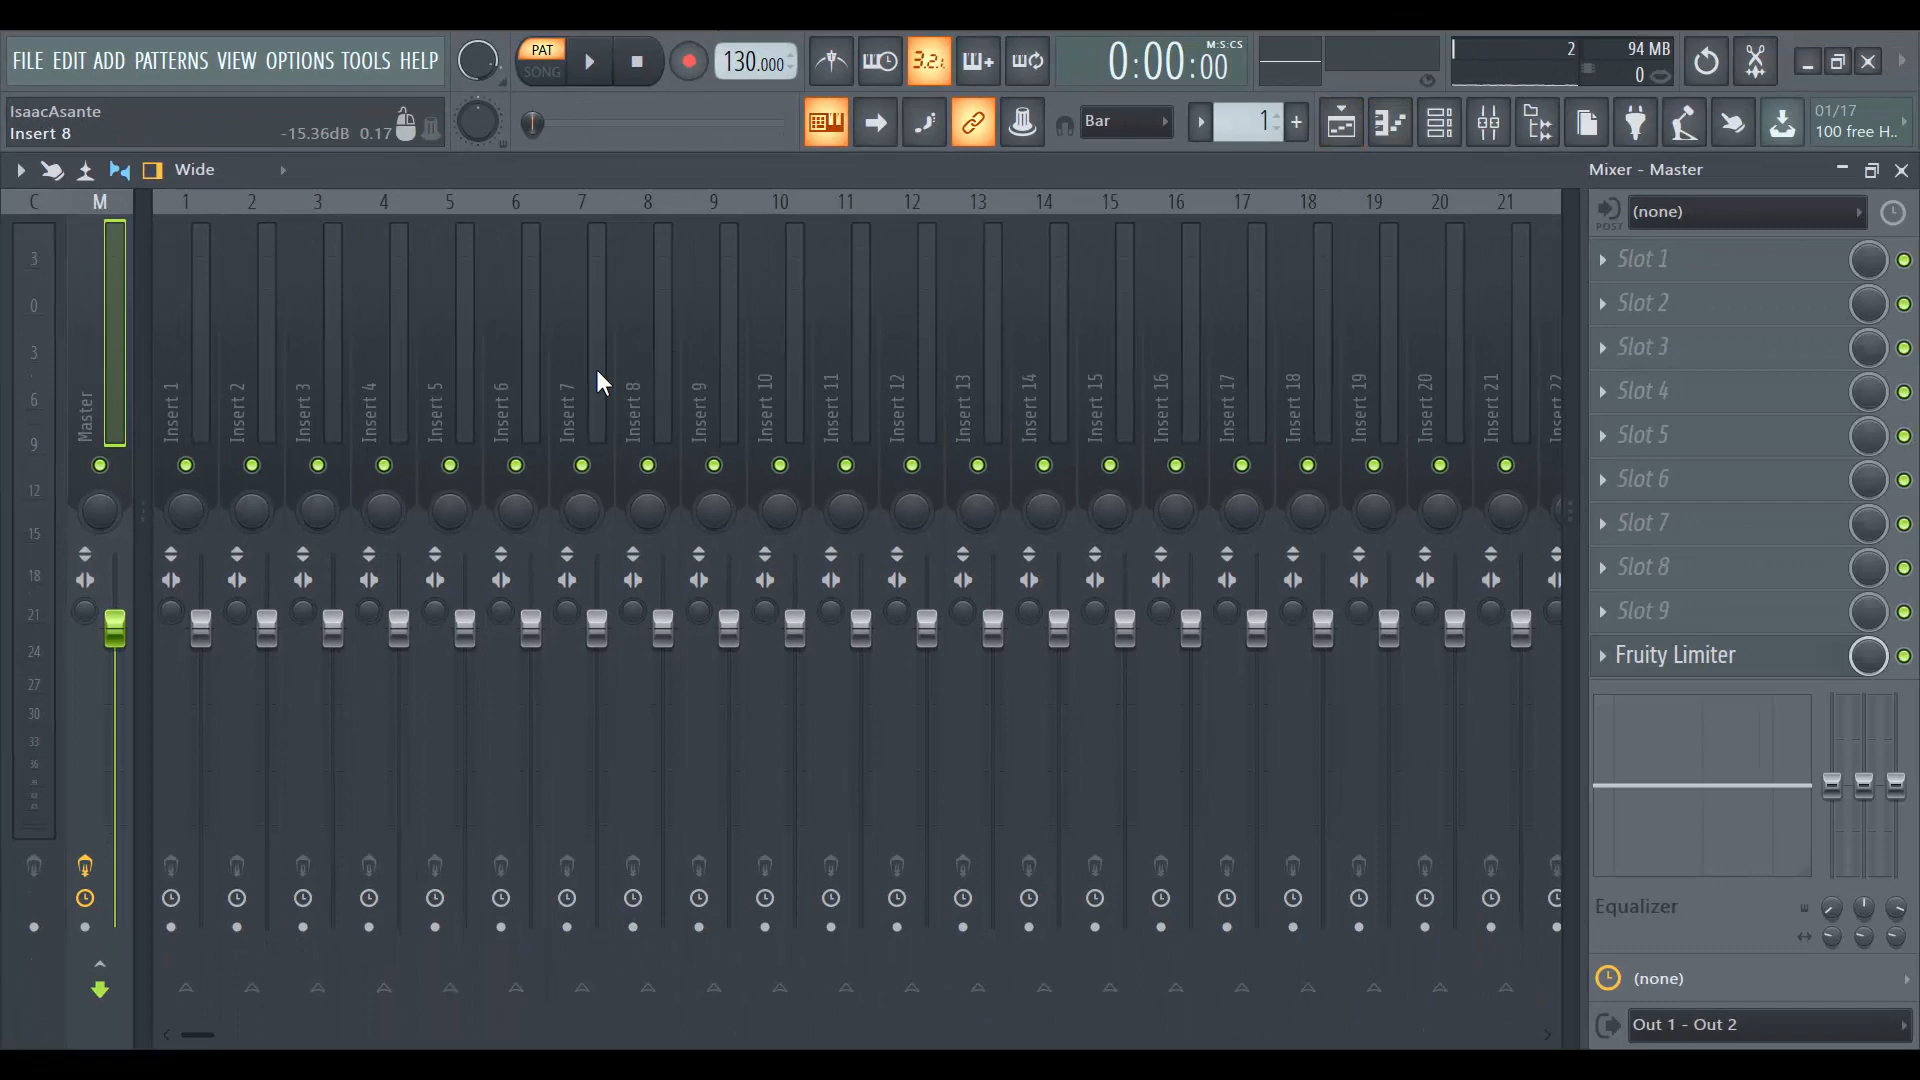 FILE EDIT ADD PATTERNS VIEW OPTIONS TOOLS HELP
PAT
SONG
130.000
3.2.
0:00:00
M:S:CS
2
94 MB
0
IsaacAsante
Insert 8
-15.36dB 0.17
Bar
1
01/17
100 free H..
Wide
Mixer - Master
C M 1 2 3 4 5 6 7 8 9 10 11 12 13 14 15 16 17 18 19 20 21
POST
(none)
Slot 1
Slot 2
Slot 3
Slot 4
Slot 5
Slot 6
Slot 7
Slot 8
Slot 9
Fruity Limiter
3
0
3
6
9
12
15
18
21
24
27
30
33
36
Master
Insert 1
Insert 2
Insert 3
Insert 4
Insert 5
Insert 6
Insert 7
Insert 8
Insert 9
Insert 10
Insert 11
Insert 12
Insert 13
Insert 14
Insert 15
Insert 16
Insert 17
Insert 18
Insert 19
Insert 20
Insert 21
Insert 22
Equalizer
(none)
Out 1 - Out 2